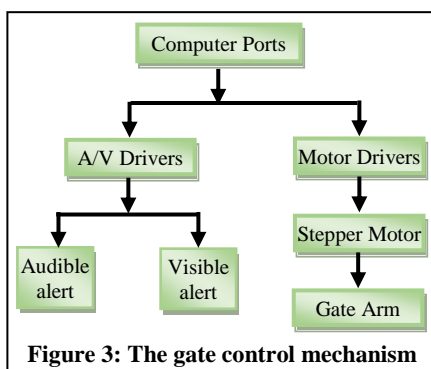 Computer Ports
A/V Drivers
Motor Drivers
Audible
alert
Visible
alert
Stepper Motor
Gate Arm
Figure 3: The gate control mechanism